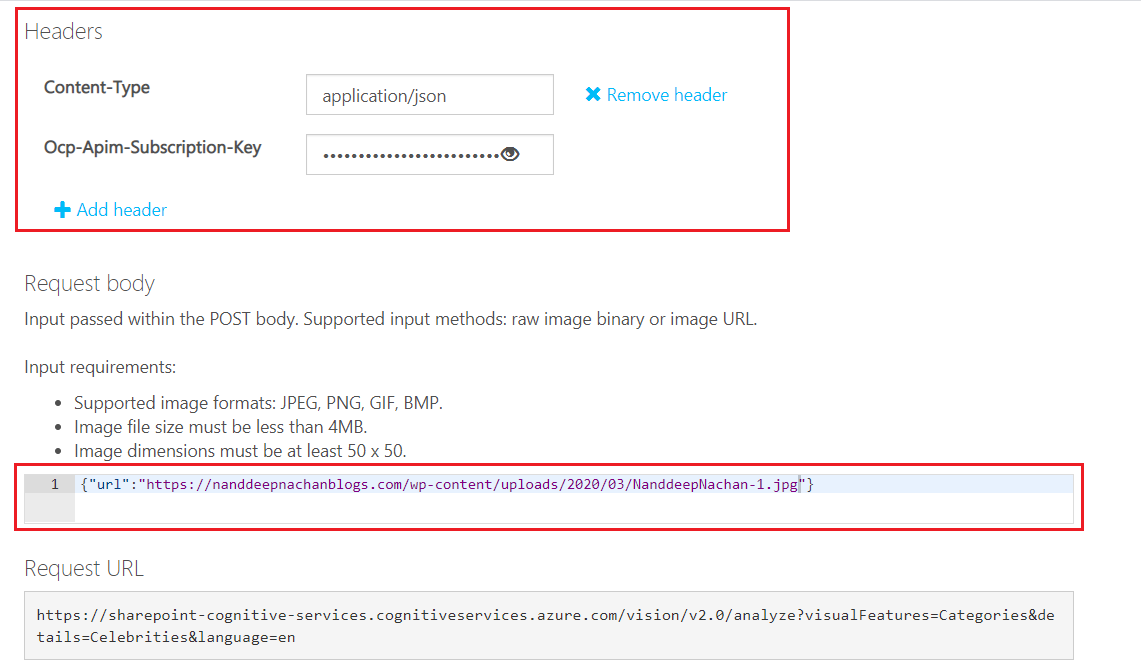 Headers
Content-Type
application/json
Remove header
Ocp-Apim-Subscription-Key
••••••••••••••••••••••••
Add header
Request body
Input passed within the POST body. Supported input methods: raw image binary or image URL.
Input requirements:
• Supported image formats: JPEG, PNG, GIF, BMP.
• Image file size must be less than 4MB.
• Image dimensions must be at least 50 x 50.
1 {"url":"https://nanddeepnachanblogs.com/wp-content/uploads/2020/03/NanddeepNachan-1.jpg"}
Request URL
https://sharepoint-cognitive-services.cognitiveservices.azure.com/vision/v2.0/analyze?visualFeatures=Categories&de
tails=Celebrities&language=en